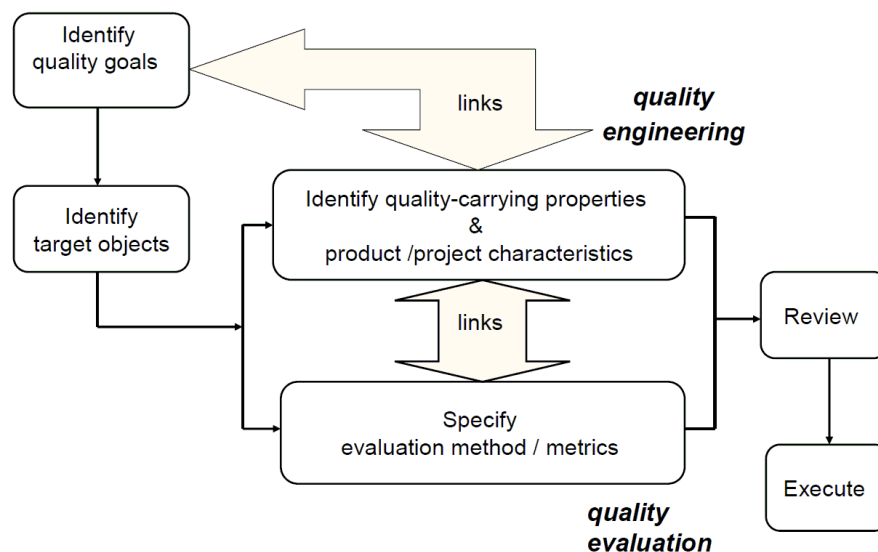 Identify
quality goals
links
quality
engineering
Identify
target objects
Identify quality-carrying properties
&
product /project characteristics
links
Review
Specify
evaluation method / metrics
Execute
quality
evaluation